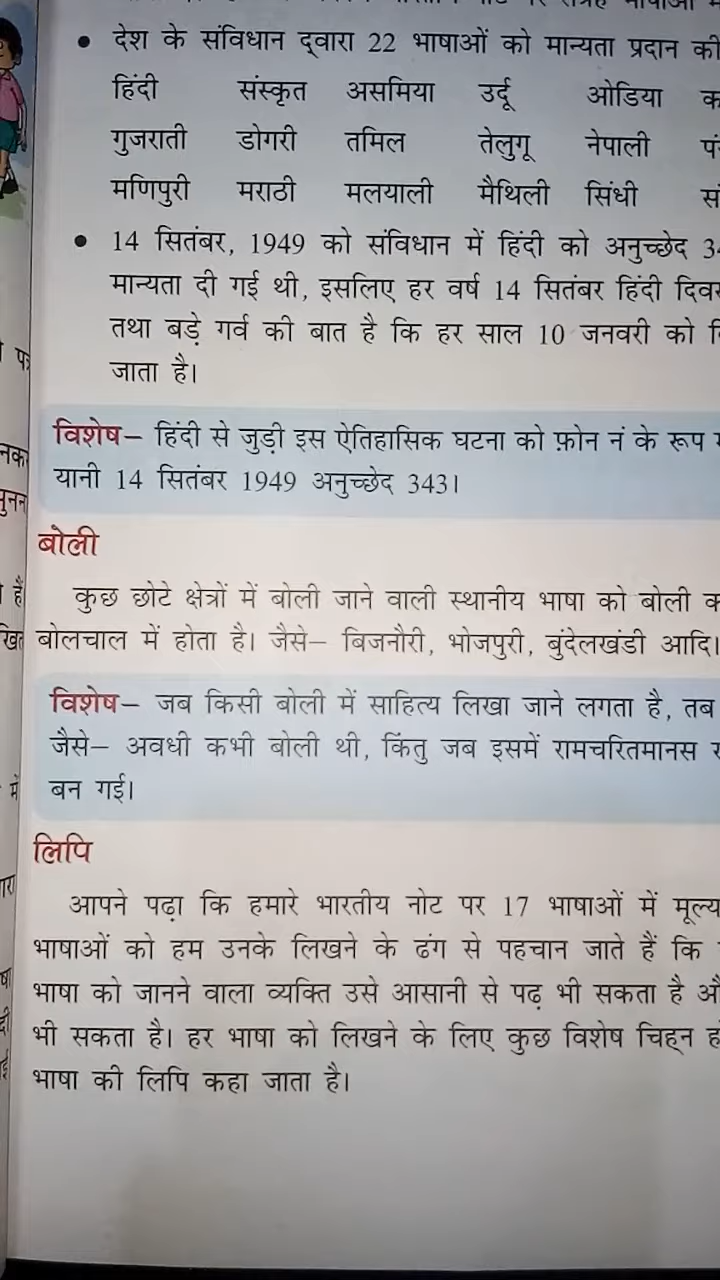 • देश के संविधान द्वारा 22 भाषाओं को मान्यता प्रदान की
हिंदी संस्कृत असमिया उर्दू ओडिया क
गुजराती डोगरी तमिल तेलुगू नेपाली पं
मणिपुरी मराठी मलयाली मैथिली सिंधी सं
• 14 सितंबर, 1949 को संविधान में हिंदी को अनुच्छेद 34
मान्यता दी गई थी, इसलिए हर वर्ष 14 सितंबर हिंदी दिवस
तथा बड़े गर्व की बात है कि हर साल 10 जनवरी को
जाता है।
विशेष– हिंदी से जुड़ी इस ऐतिहासिक घटना को फ़ोन नं के रूप
यानी 14 सितंबर 1949 अनुच्छेद 343।
बोली
कुछ छोटे क्षेत्रों में बोली जाने वाली स्थानीय भाषा को बोली क
बोलचाल में होता है। जैसे– बिजनौरी, भोजपुरी, बुंदेलखंडी आदि।
विशेष– जब किसी बोली में साहित्य लिखा जाने लगता है, तब
जैसे– अवधी कभी बोली थी, किंतु जब इसमें रामचरितमानस
बन गई।
लिपि
आपने पढ़ा कि हमारे भारतीय नोट पर 17 भाषाओं में मूल्य
भाषाओं को हम उनके लिखने के ढंग से पहचान जाते हैं कि
भाषा को जानने वाला व्यक्ति उसे आसानी से पढ़ भी सकता है औ
भी सकता है। हर भाषा को लिखने के लिए कुछ विशेष चिह्न
भाषा की लिपि कहा जाता है।